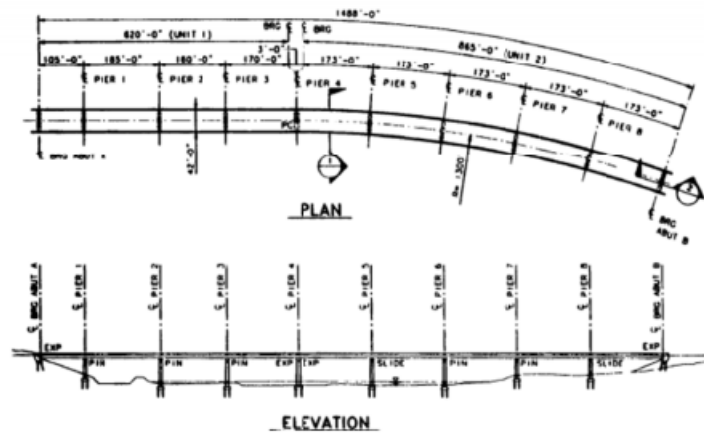 1488'-0"
620'-0" (UNIT 1)
℄ BRG
℄ BRG
865'-0" (UNIT 2)
3'-0"
105'-0"
185'-0"
160'-0"
170'-0"
173'-0"
173'-0"
173'-0"
173'-0"
173'-0"
℄ PIER 1
℄ PIER 2
℄ PIER 3
℄ PIER 4
℄ PIER 5
℄ PIER 6
℄ PIER 7
℄ PIER 8
PC
42'-0"
℄ BRG ABUT A
1
R= 1300
2
℄ BRG
ABUT B
PLAN
℄ BRG ABUT A
℄ PIER 1
℄ PIER 2
℄ PIER 3
℄ PIER 4
℄ PIER 5
℄ PIER 6
℄ PIER 7
℄ PIER 8
℄ BRG ABUT B
EXP
PIN
PIN
PIN
EXP
EXP
SLIDE
PIN
PIN
SLIDE
EXP
ELEVATION